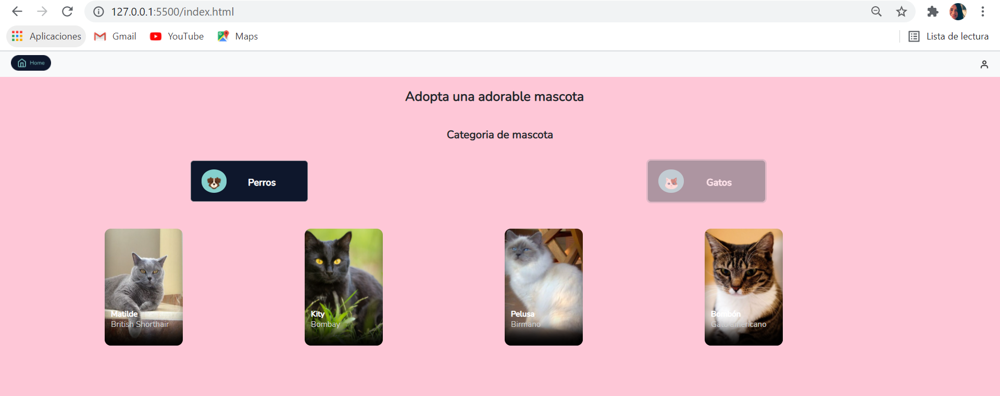 127.0.0.1:5500/index.html
Aplicaciones
Gmail
YouTube
Maps
Lista de lectura
Home
Adopta una adorable mascota
Categoria de mascota
Perros
Gatos
Matilde
British Shorthair
Kity
Bombay
Pelusa
Birmano
Bombón
Gato americano